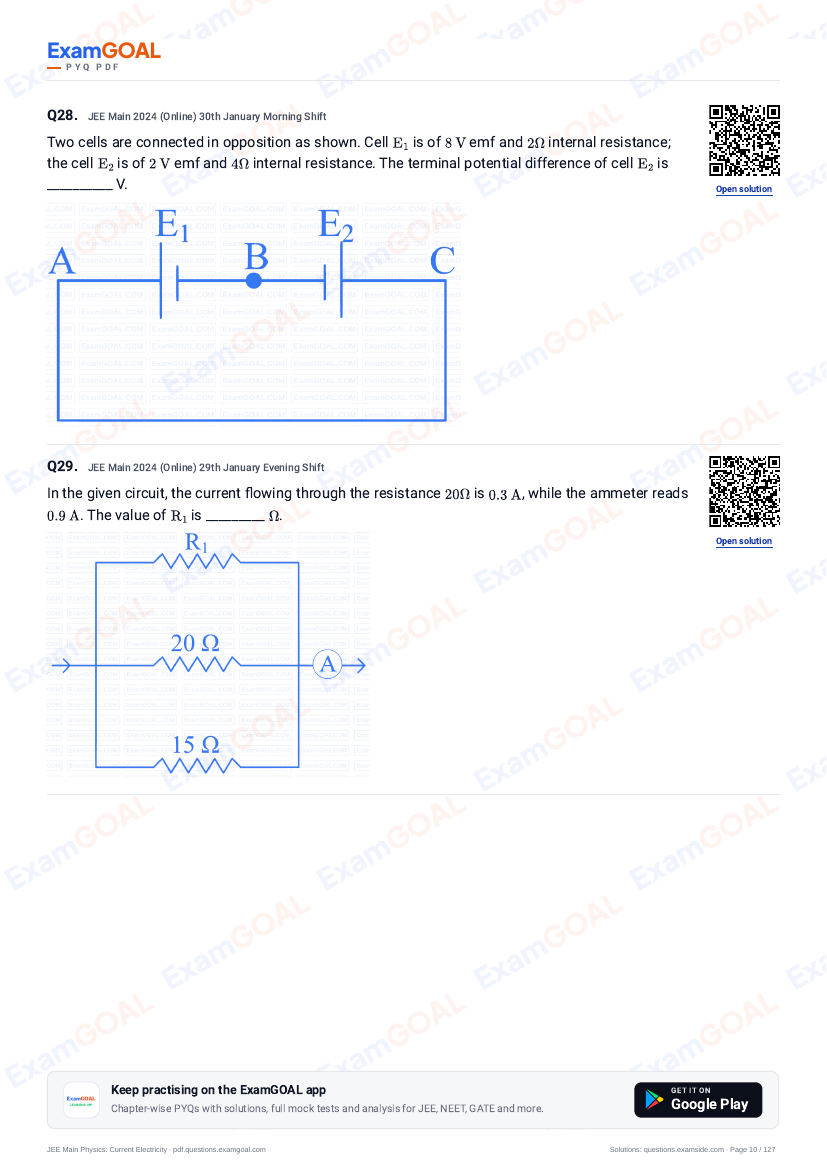 ExamGOAL
PYQ PDF
Q28. JEE Main 2024 (Online) 30th January Morning Shift
Two cells are connected in opposition as shown. Cell E₁ is of 8 V emf and 2Ω internal resistance;
the cell E₂ is of 2 V emf and 4Ω internal resistance. The terminal potential difference of cell E₂ is
__________ V.
Open solution
E₁ E₂
A B C
Q29. JEE Main 2024 (Online) 29th January Evening Shift
In the given circuit, the current flowing through the resistance 20Ω is 0.3 A, while the ammeter reads
0.9 A. The value of R₁ is _________ Ω.
Open solution
R₁
20 Ω
A
15 Ω
Keep practising on the ExamGOAL app
Chapter-wise PYQs with solutions, full mock tests and analysis for JEE, NEET, GATE and more.
GET IT ON
Google Play
JEE Main Physics: Current Electricity · pdf.questions.examgoal.com
Solutions: questions.examside.com · Page 10 / 127